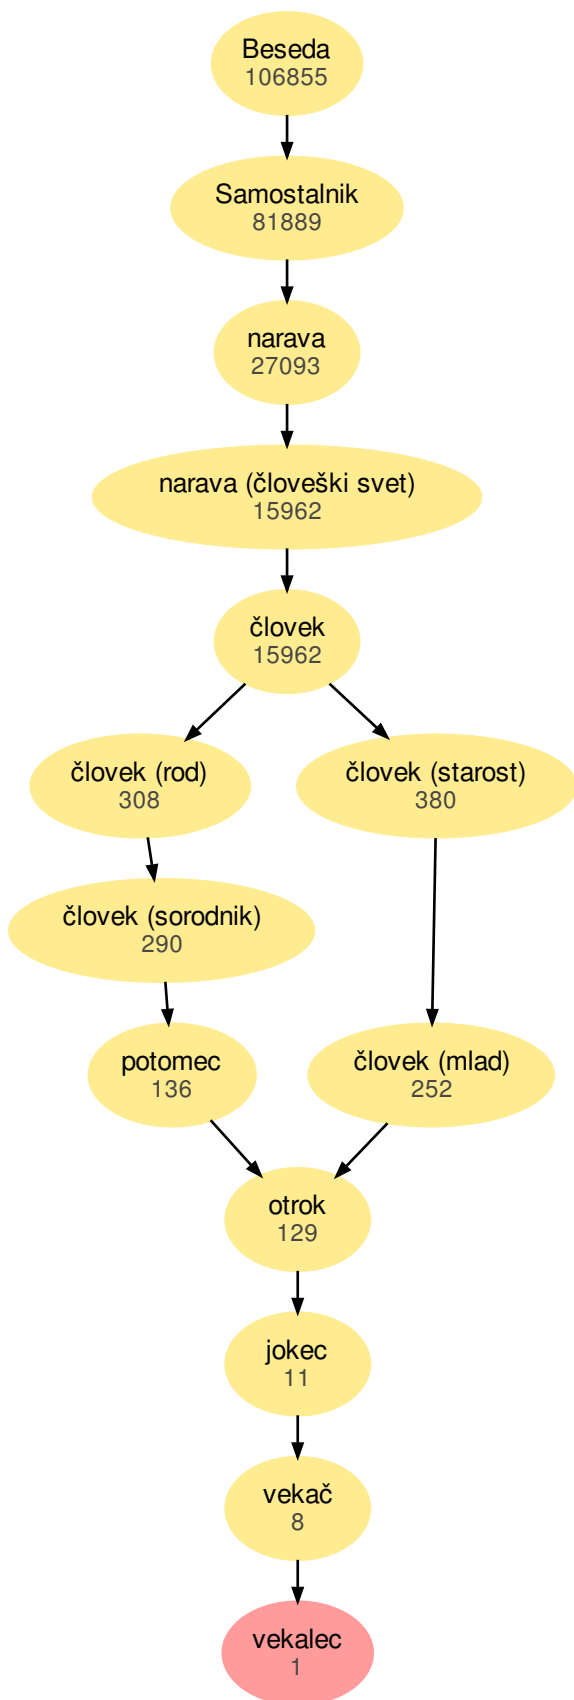 Beseda
106855
Samostalnik
81889
narava
27093
narava (človeški svet)
15962
človek
15962
človek (rod)
308
človek (starost)
380
človek (sorodnik)
290
potomec
136
človek (mlad)
252
otrok
129
jokec
11
vekač
8
vekalec
1